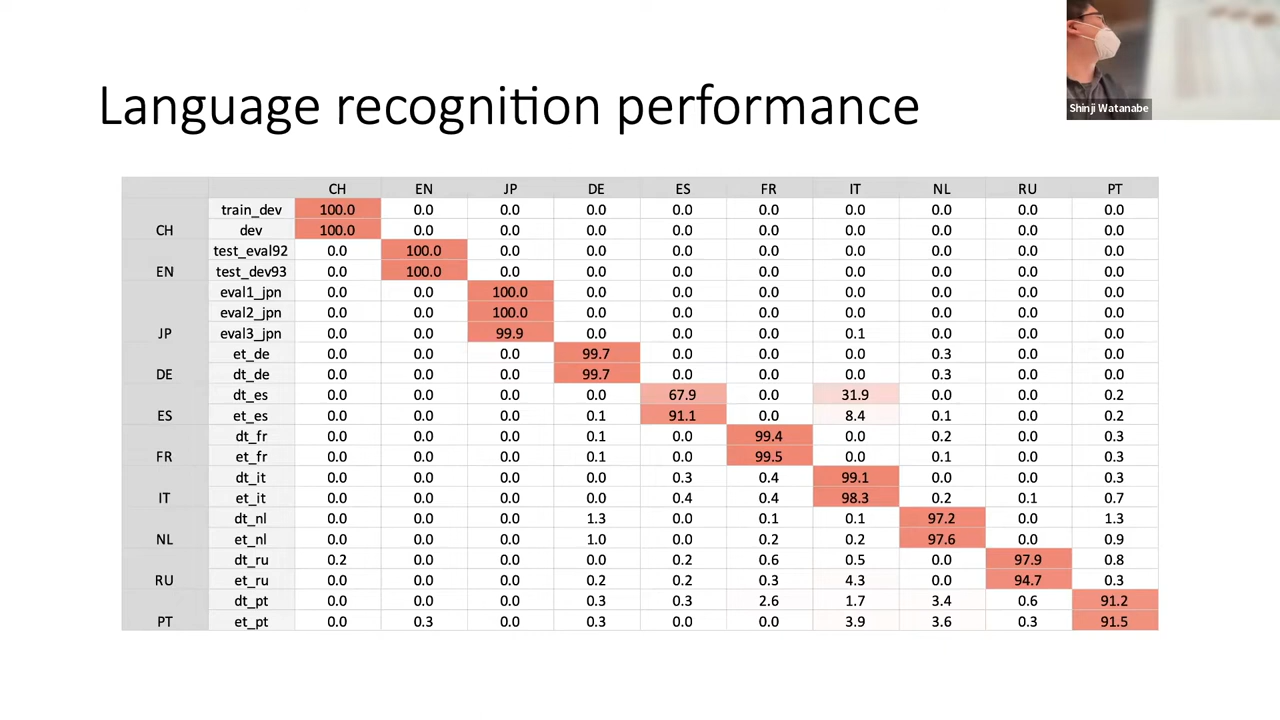 Shinji Watanabe
Language recognition performance
CH EN JP DE ES FR IT NL RU PT
train_dev 100.0 0.0 0.0 0.0 0.0 0.0 0.0 0.0 0.0 0.0
CH dev 100.0 0.0 0.0 0.0 0.0 0.0 0.0 0.0 0.0 0.0
test_eval92 0.0 100.0 0.0 0.0 0.0 0.0 0.0 0.0 0.0 0.0
EN test_dev93 0.0 100.0 0.0 0.0 0.0 0.0 0.0 0.0 0.0 0.0
eval1_jpn 0.0 0.0 100.0 0.0 0.0 0.0 0.0 0.0 0.0 0.0
eval2_jpn 0.0 0.0 100.0 0.0 0.0 0.0 0.0 0.0 0.0 0.0
JP eval3_jpn 0.0 0.0 99.9 0.0 0.0 0.0 0.1 0.0 0.0 0.0
et_de 0.0 0.0 0.0 99.7 0.0 0.0 0.0 0.3 0.0 0.0
DE dt_de 0.0 0.0 0.0 99.7 0.0 0.0 0.0 0.3 0.0 0.0
dt_es 0.0 0.0 0.0 0.0 67.9 0.0 31.9 0.0 0.0 0.2
ES et_es 0.0 0.0 0.0 0.1 91.1 0.0 8.4 0.1 0.0 0.2
dt_fr 0.0 0.0 0.0 0.1 0.0 99.4 0.0 0.2 0.0 0.3
FR et_fr 0.0 0.0 0.0 0.1 0.0 99.5 0.0 0.1 0.0 0.3
dt_it 0.0 0.0 0.0 0.0 0.3 0.4 99.1 0.0 0.0 0.3
IT et_it 0.0 0.0 0.0 0.0 0.4 0.4 98.3 0.2 0.1 0.7
dt_nl 0.0 0.0 0.0 1.3 0.0 0.1 0.1 97.2 0.0 1.3
NL et_nl 0.0 0.0 0.0 1.0 0.0 0.2 0.2 97.6 0.0 0.9
dt_ru 0.2 0.0 0.0 0.0 0.2 0.6 0.5 0.0 97.9 0.8
RU et_ru 0.0 0.0 0.0 0.2 0.2 0.3 4.3 0.0 94.7 0.3
dt_pt 0.0 0.0 0.0 0.3 0.3 2.6 1.7 3.4 0.6 91.2
PT et_pt 0.0 0.3 0.0 0.3 0.0 0.0 3.9 3.6 0.3 91.5